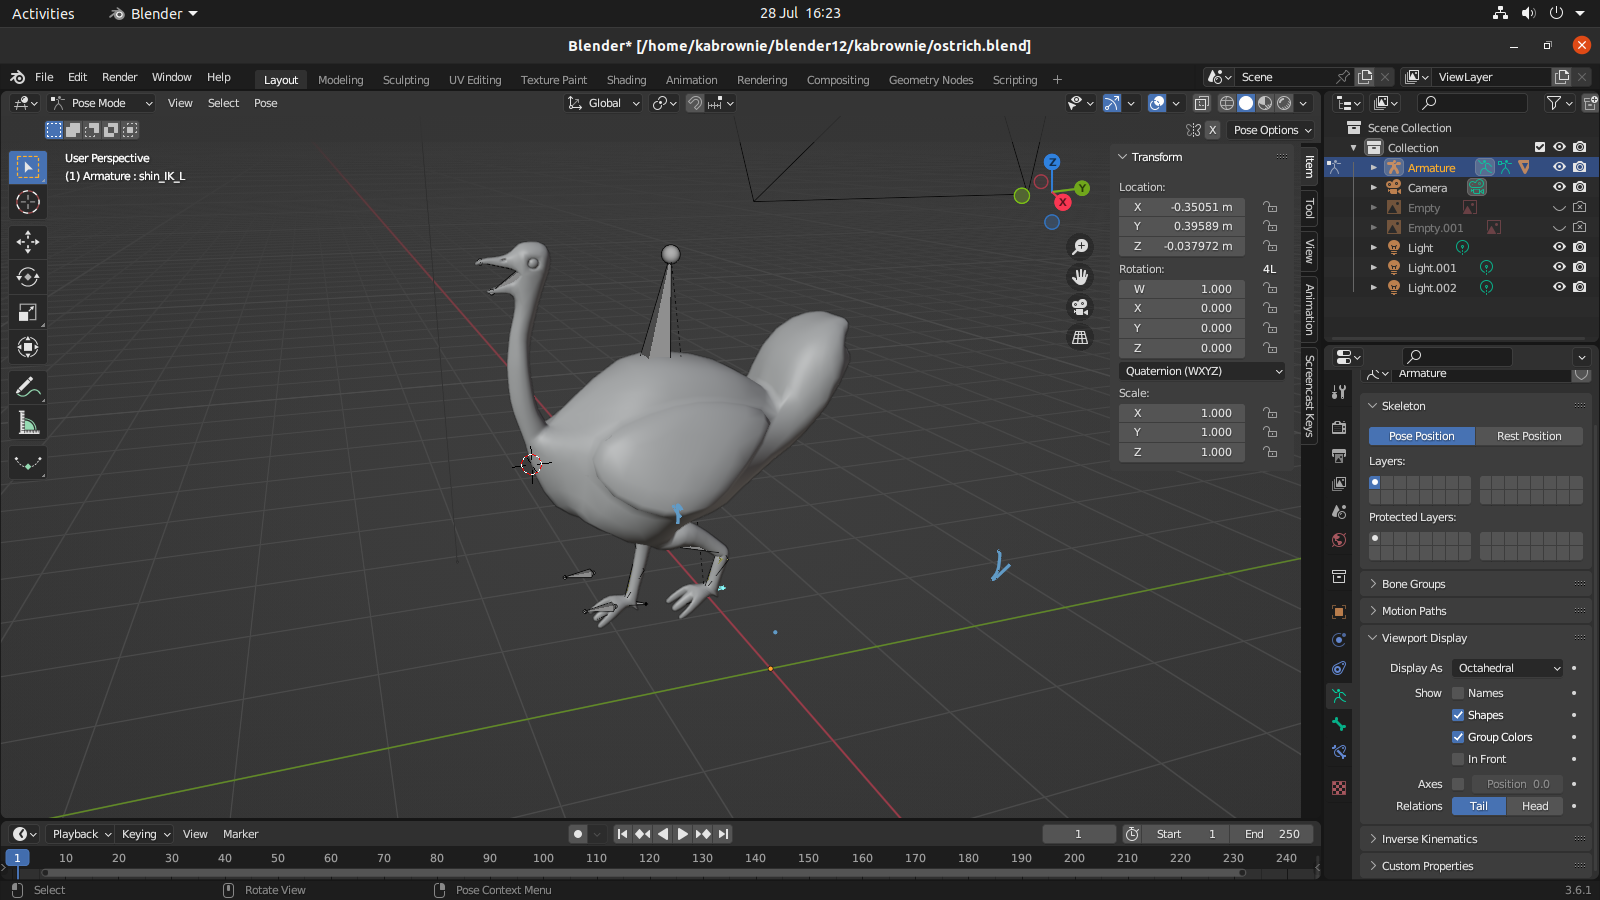 Activities Blender 28 Jul 16:23
Blender* [/home/kabrownie/blender12/kabrownie/ostrich.blend]
File Edit Render Window Help Layout Modeling Sculpting UV Editing Texture Paint Shading Animation Rendering Compositing Geometry Nodes Scripting + Scene ViewLayer
Pose Mode View Select Pose Global
X Pose Options
User Perspective
(1) Armature : shin_IK_L
Z
Y
X
Transform
Location:
X -0.35051 m
Y 0.39589 m
Z -0.037972 m
Rotation: 4L
W 1.000
X 0.000
Y 0.000
Z 0.000
Quaternion (WXYZ)
Scale:
X 1.000
Y 1.000
Z 1.000
Item
Tool
View
Animation
Screencast Keys
Scene Collection
Collection
Armature
Camera
Empty
Empty.001
Light
Light.001
Light.002
Armature
Skeleton
Pose Position Rest Position
Layers:
Protected Layers:
Bone Groups
Motion Paths
Viewport Display
Display As Octahedral
Show Names
Shapes
Group Colors
In Front
Axes Position 0.0
Relations Tail Head
Inverse Kinematics
Custom Properties
Playback Keying View Marker 1 Start 1 End 250
1 10 20 30 40 50 60 70 80 90 100 110 120 130 140 150 160 170 180 190 200 210 220 230 240
Select Rotate View Pose Context Menu 3.6.1